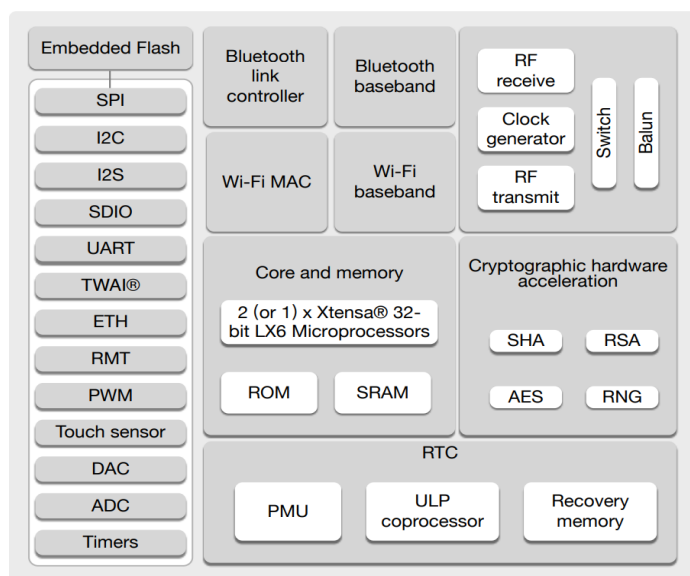 Embedded Flash
SPI
I2C
I2S
SDIO
UART
TWAI®
ETH
RMT
PWM
Touch sensor
DAC
ADC
Timers
Bluetooth
link
controller
Bluetooth
baseband
Wi-Fi MAC
Wi-Fi
baseband
RF
receive
Clock
generator
RF
transmit
Switch
Balun
Core and memory
2 (or 1) x Xtensa® 32-
bit LX6 Microprocessors
ROM
SRAM
Cryptographic hardware
acceleration
SHA
RSA
AES
RNG
RTC
PMU
ULP
coprocessor
Recovery
memory